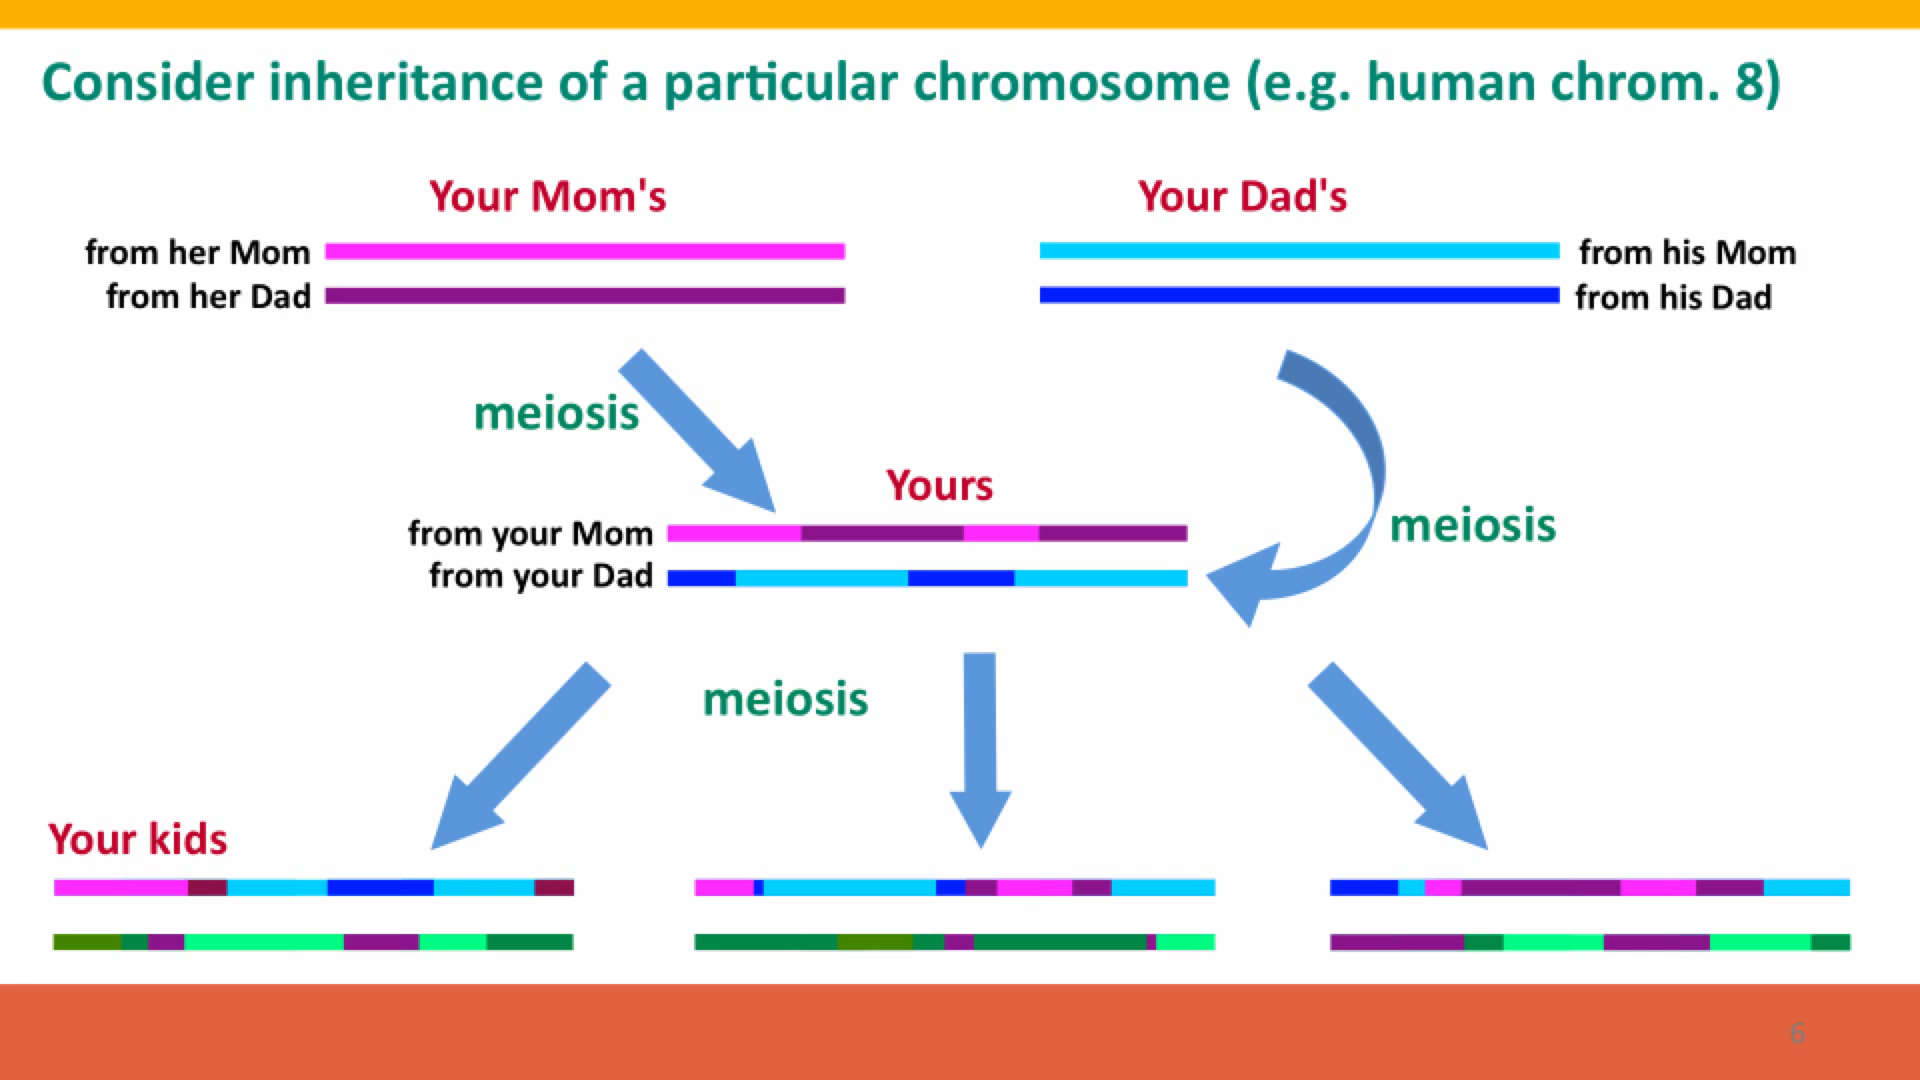 Consider inheritance of a particular chromosome (e.g. human chrom. 8)
Your Mom's
Your Dad's
from her Mom
from his Mom
from her Dad
from his Dad
meiosis
Yours
meiosis
from your Mom
from your Dad
meiosis
Your kids
6